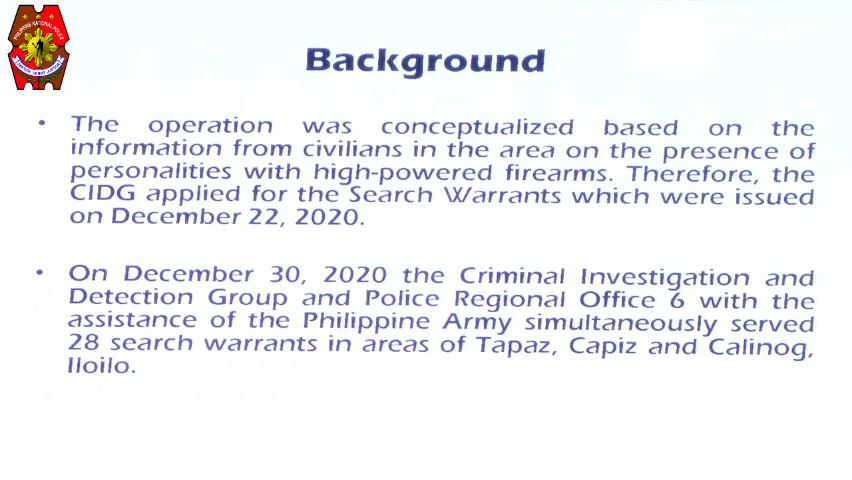 Background
• The operation was conceptualized based on the
information from civilians in the area on the presence of
personalities with high-powered firearms. Therefore, the
CIDG applied for the Search Warrants which were issued
on December 22, 2020.
• On December 30, 2020 the Criminal Investigation and
Detection Group and Police Regional Office 6 with the
assistance of the Philippine Army simultaneously served
28 search warrants in areas of Tapaz, Capiz and Calinog,
Iloilo.